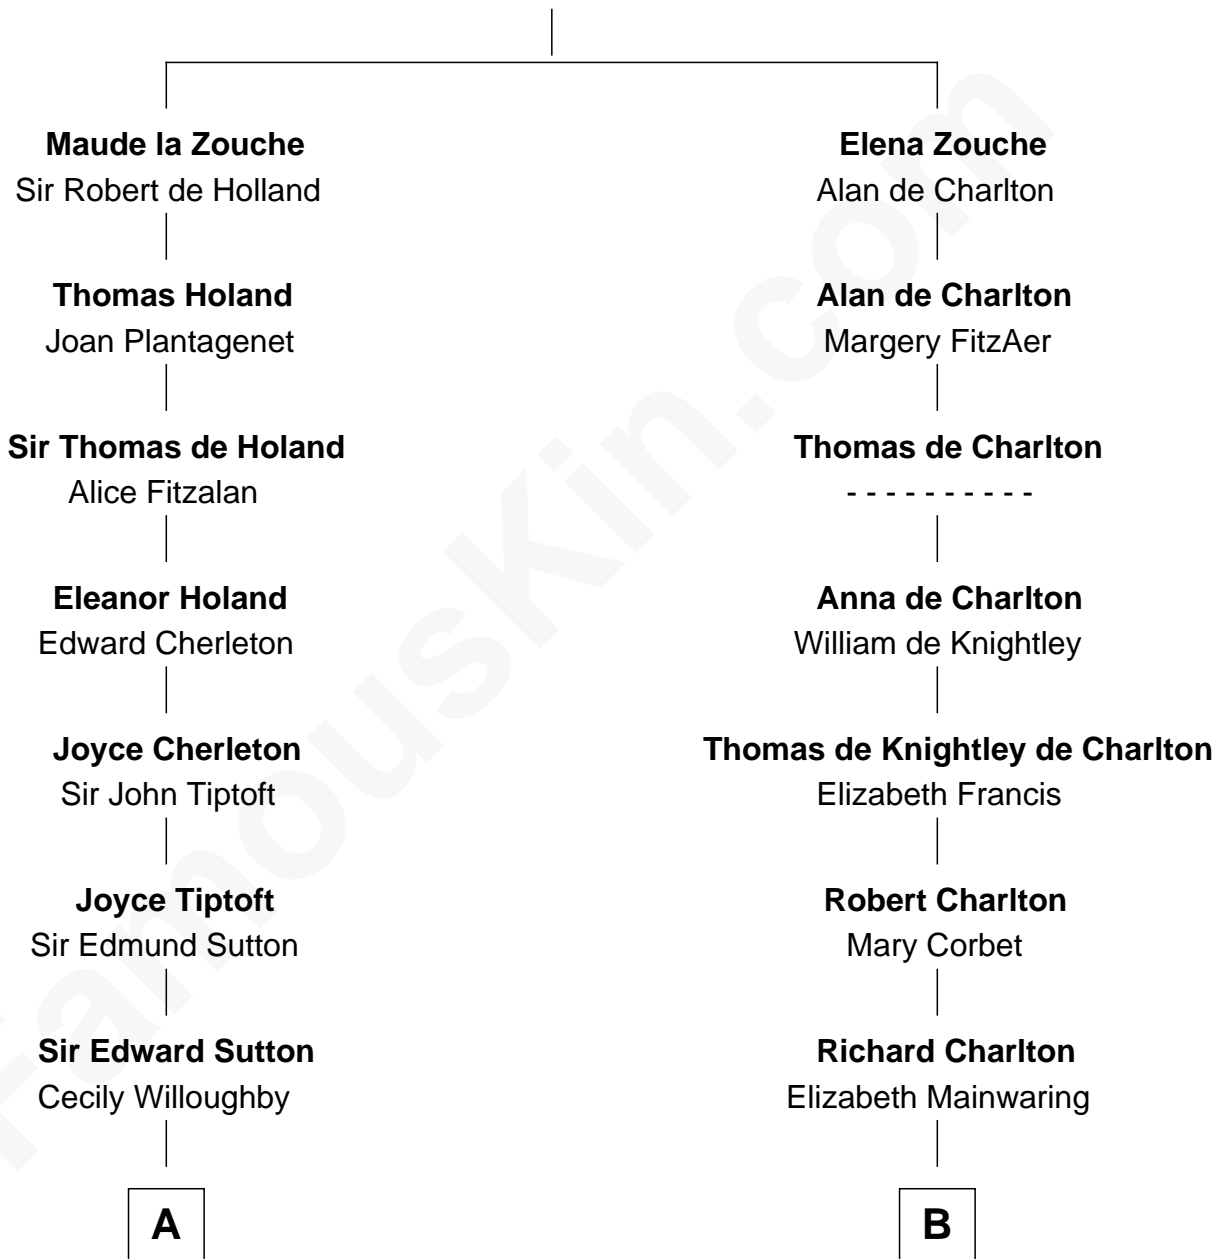 Maude la Zouche
Sir Robert de Holland
Elena Zouche
Alan de Charlton
Thomas Holand
Joan Plantagenet
Alan de Charlton
Margery FitzAer
Sir Thomas de Holand
Alice Fitzalan
Thomas de Charlton
- - - - - - - - - -
Eleanor Holand
Edward Cherleton
Anna de Charlton
William de Knightley
Joyce Cherleton
Sir John Tiptoft
Thomas de Knightley de Charlton
Elizabeth Francis
Joyce Tiptoft
Sir Edmund Sutton
Robert Charlton
Mary Corbet
Sir Edward Sutton
Cecily Willoughby
Richard Charlton
Elizabeth Mainwaring
A
B
FamousKin.com